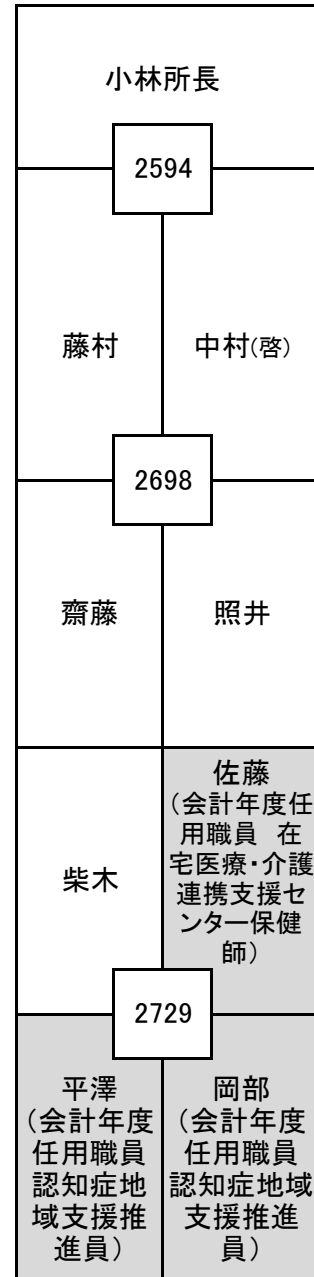 小林所長
2594
藤村
中村(啓)
2698
齋藤
照井
柴木
佐藤
（会計年度任
用職員　在
宅医療・介護
連携支援セ
ンター保健
師）
2729
平澤
（会計年度
任用職員
認知症地
域支援推
進員）
岡部
（会計年度
任用職員
認知症地域
支援推進
員）